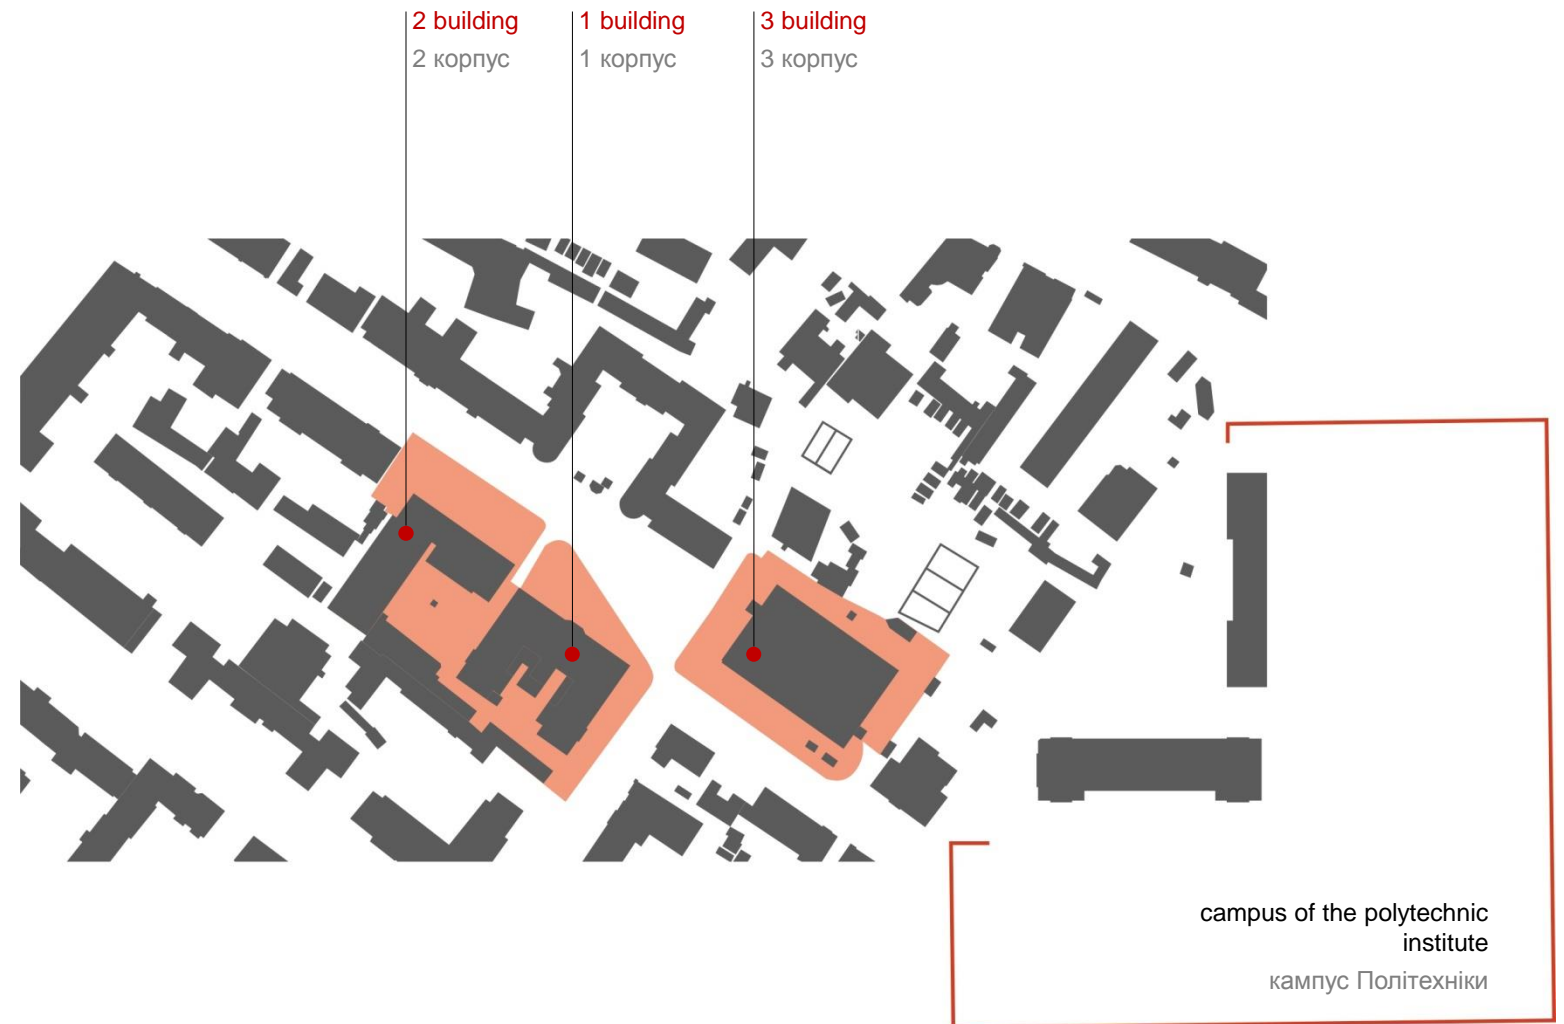 2 building
2 корпус
1 building
1 корпус
3 building
3 корпус
campus of the polytechnic
institute
кампус Політехніки